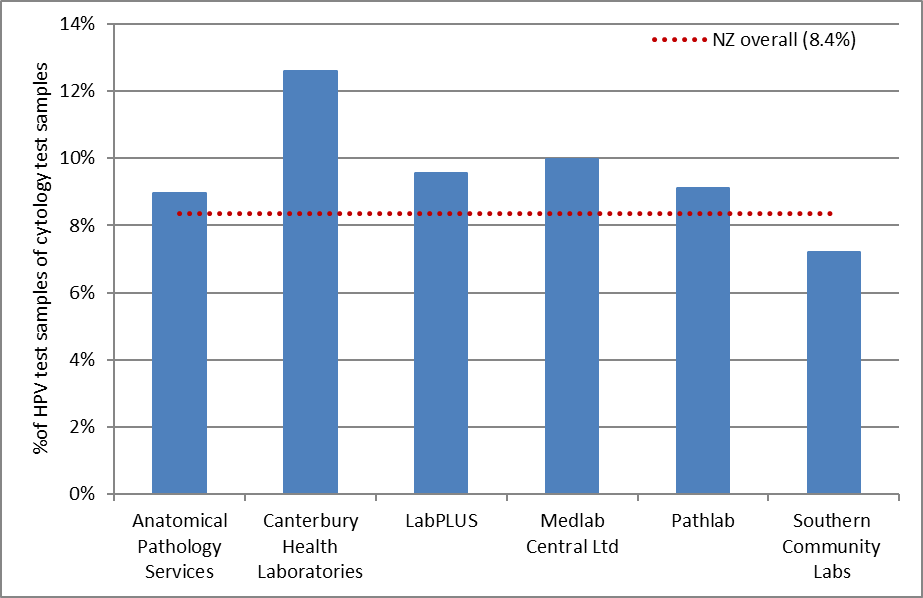 %of HPV test samples of cytology test samples
14%
12%
10%
8%
6%
4%
2%
0%
NZ overall (8.4%)
Anatomical
Pathology
Services
Canterbury
Health
Laboratories
LabPLUS
Medlab
Central Ltd
Pathlab
Southern
Community
Labs